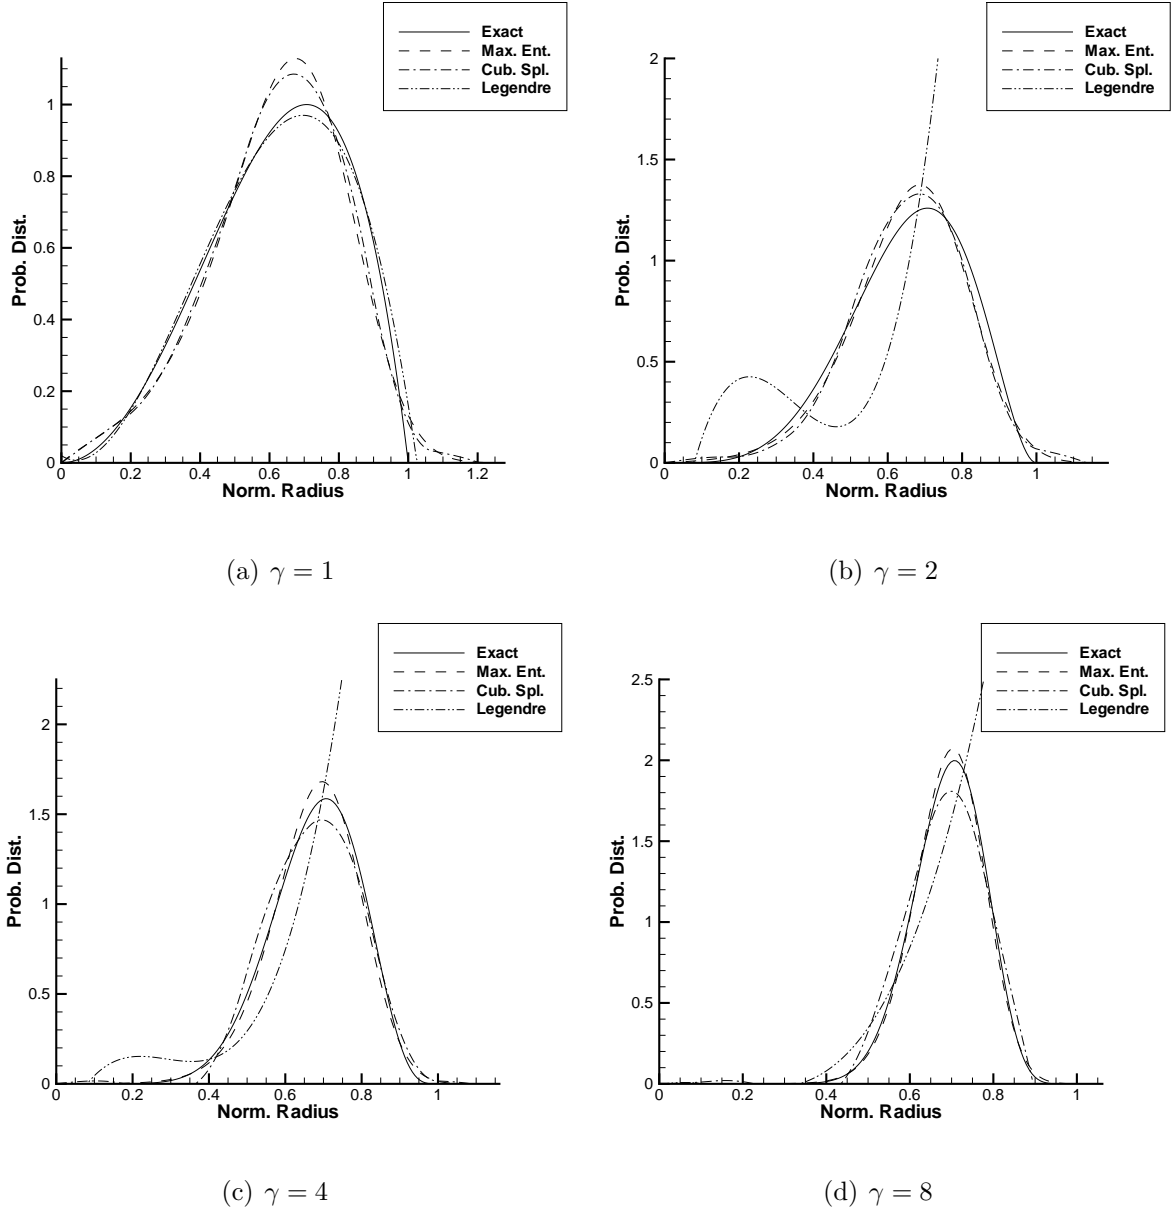 Exact
Max. Ent.
Cub. Spl.
Legendre
Prob. Dist.
1
0.8
0.6
0.4
0.2
0
0 0.2 0.4 0.6 0.8 1 1.2
Norm. Radius
(a) γ = 1
Exact
Max. Ent.
Cub. Spl.
Legendre
Prob. Dist.
2
1.5
1
0.5
0
0 0.2 0.4 0.6 0.8 1
Norm. Radius
(b) γ = 2
Exact
Max. Ent.
Cub. Spl.
Legendre
Prob. Dist.
2
1.5
1
0.5
0
0 0.2 0.4 0.6 0.8 1
Norm. Radius
(c) γ = 4
Exact
Max. Ent.
Cub. Spl.
Legendre
Prob. Dist.
2.5
2
1.5
1
0.5
0
0 0.2 0.4 0.6 0.8 1
Norm. Radius
(d) γ = 8